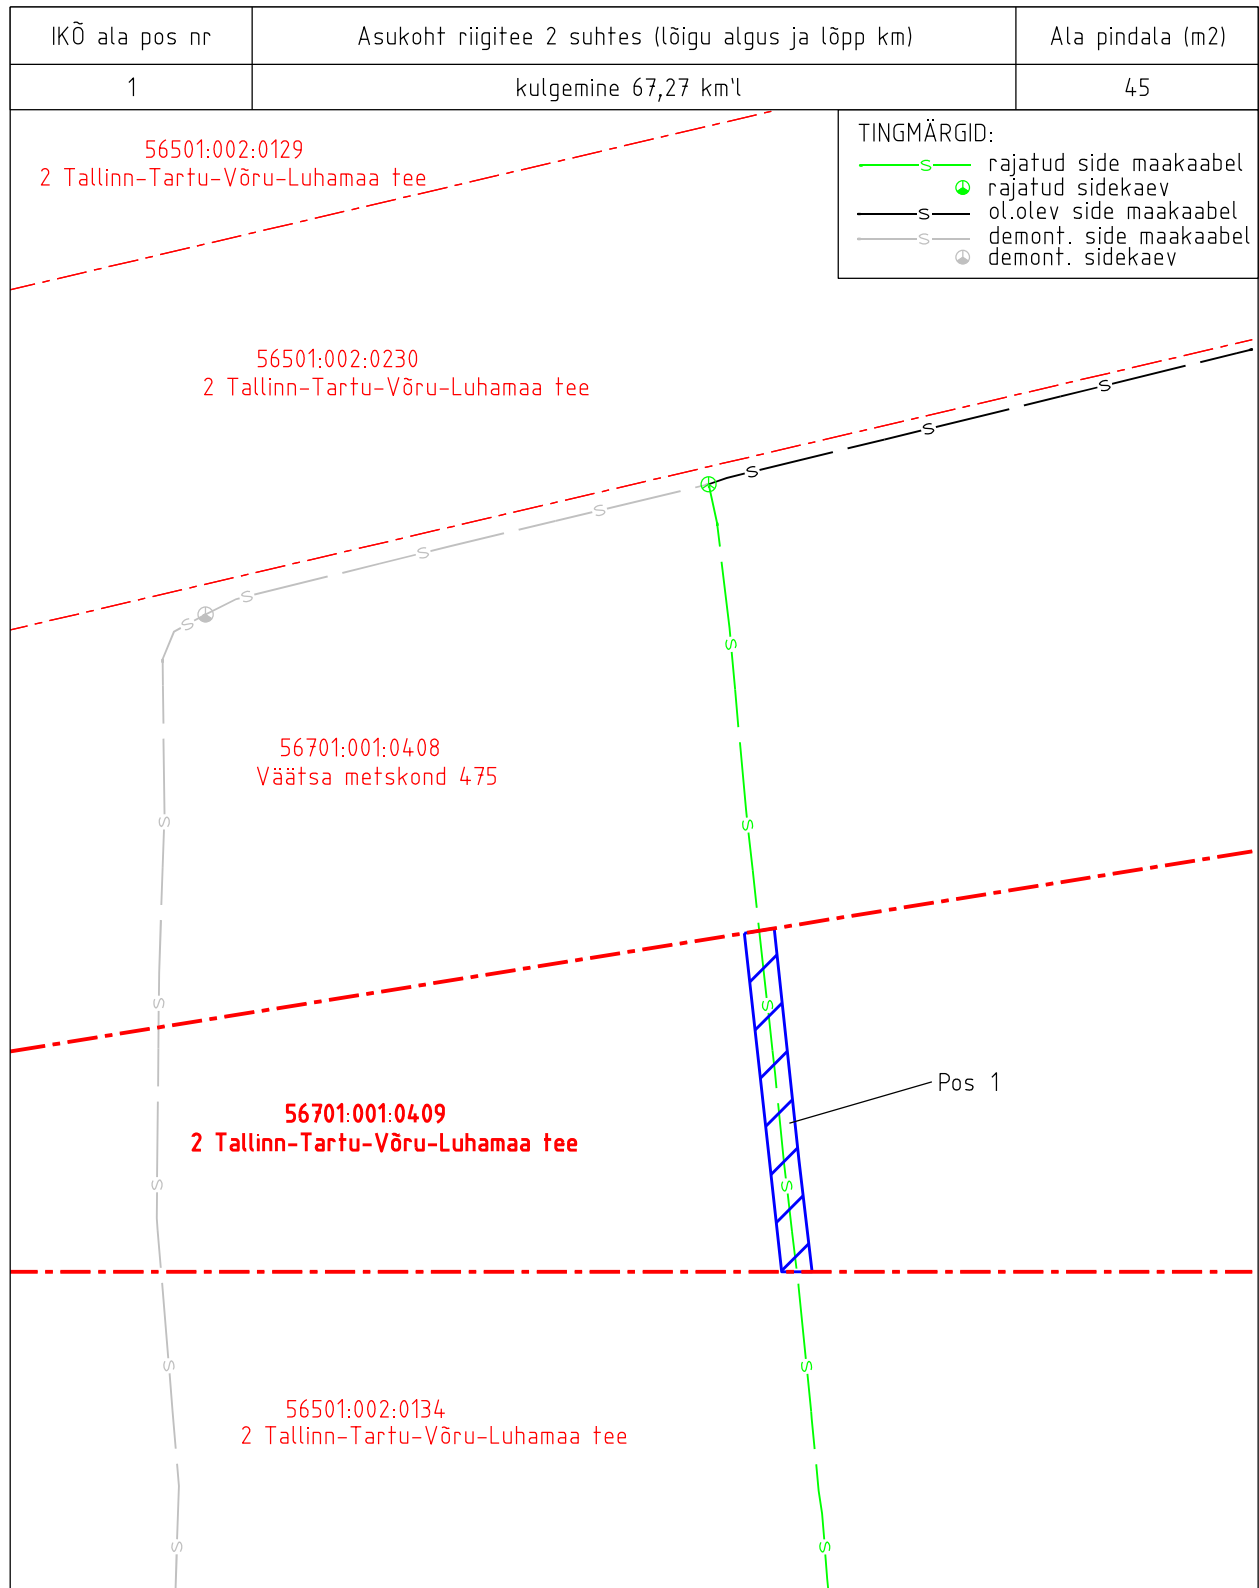 IKÕ ala pos nr
Asukoht riigitee 2 suhtes (lõigu algus ja lõpp km)
Ala pindala (m2)
1
kulgemine 67,27 km'l
45
TINGMÄRGID:
S rajatud side maakaabel
rajatud sidekaev
S ol.olev side maakaabel
S demont. side maakaabel
demont. sidekaev
56501:002:0129
2 Tallinn-Tartu-Võru-Luhamaa tee
56501:002:0230
2 Tallinn-Tartu-Võru-Luhamaa tee
S
S
S
S
S
S
S
S
56701:001:0408
Väätsa metskond 475
S
S
S
S
Pos 1
56701:001:0409
2 Tallinn-Tartu-Võru-Luhamaa tee
S
S
S
S
56501:002:0134
2 Tallinn-Tartu-Võru-Luhamaa tee
S
S